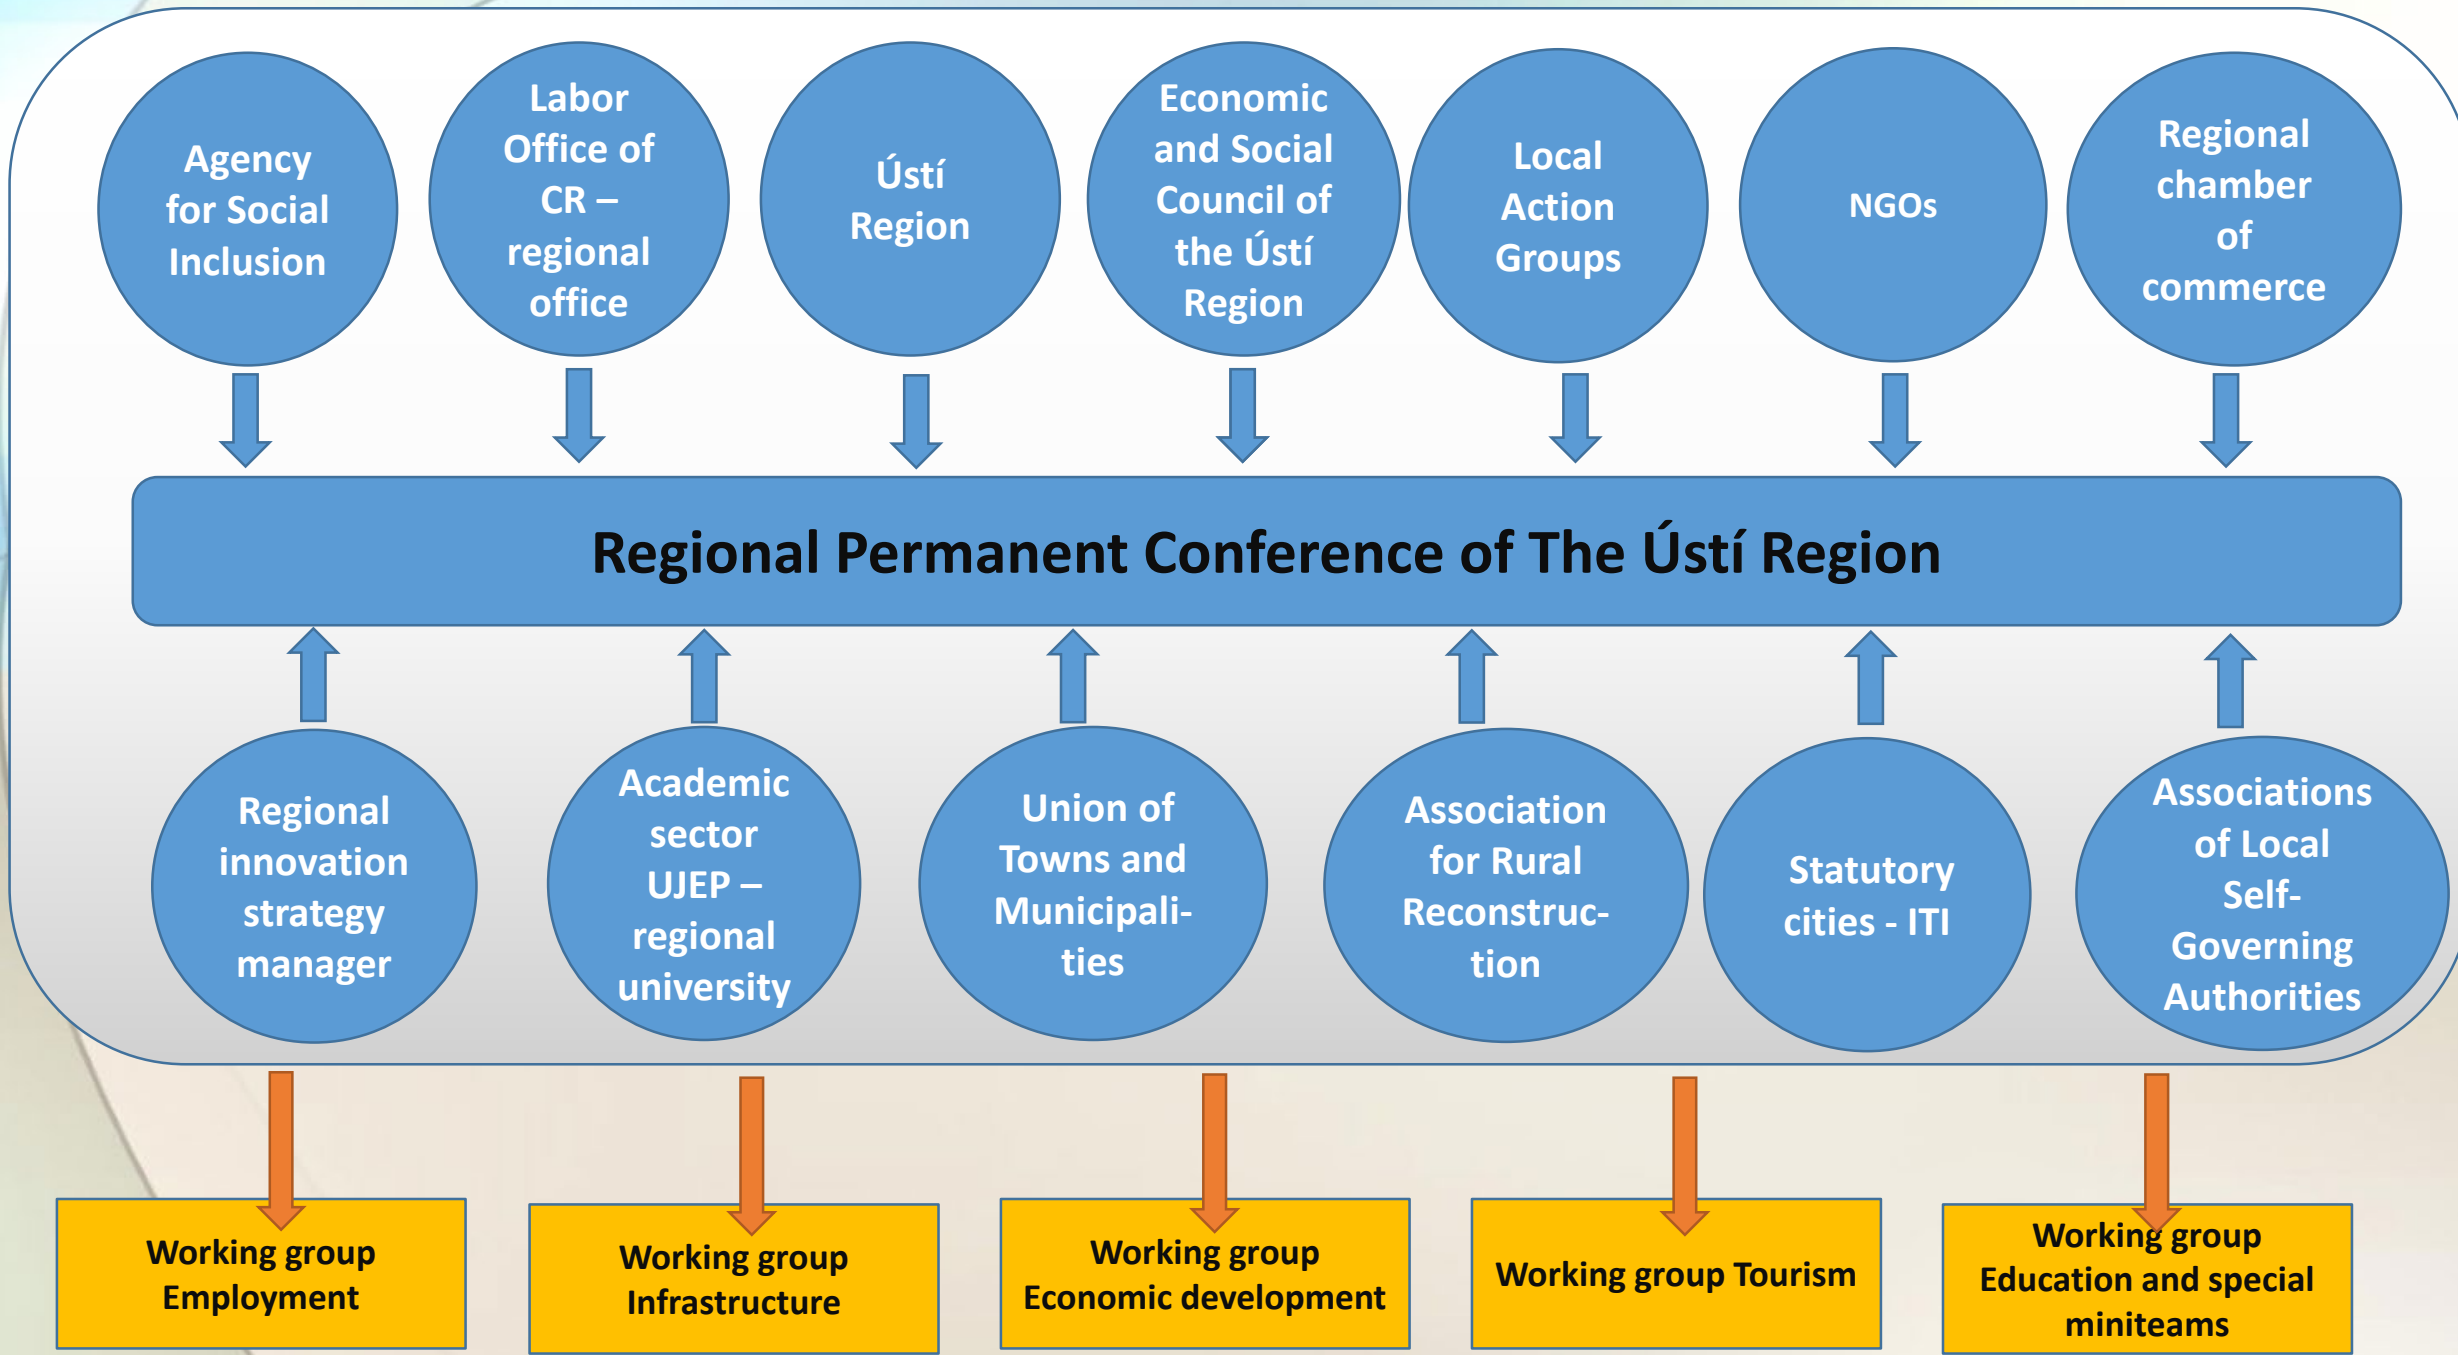 Agency
for Social
Inclusion
Labor
Office of
CR –
regional
office
Ústí
Region
Economic
and Social
Council of
the Ústí
Region
Local
Action
Groups
NGOs
Regional
chamber
of
commerce
Regional Permanent Conference of The Ústí Region
Regional
innovation
strategy
manager
Academic
sector
UJEP –
regional
university
Union of
Towns and
Municipali-
ties
Association
for Rural
Reconstruc-
tion
Statutory
cities - ITI
Associations
of Local
Self-
Governing
Authorities
Working group
Employment
Working group
Infrastructure
Working group
Economic development
Working group Tourism
Working group
Education and special
miniteams